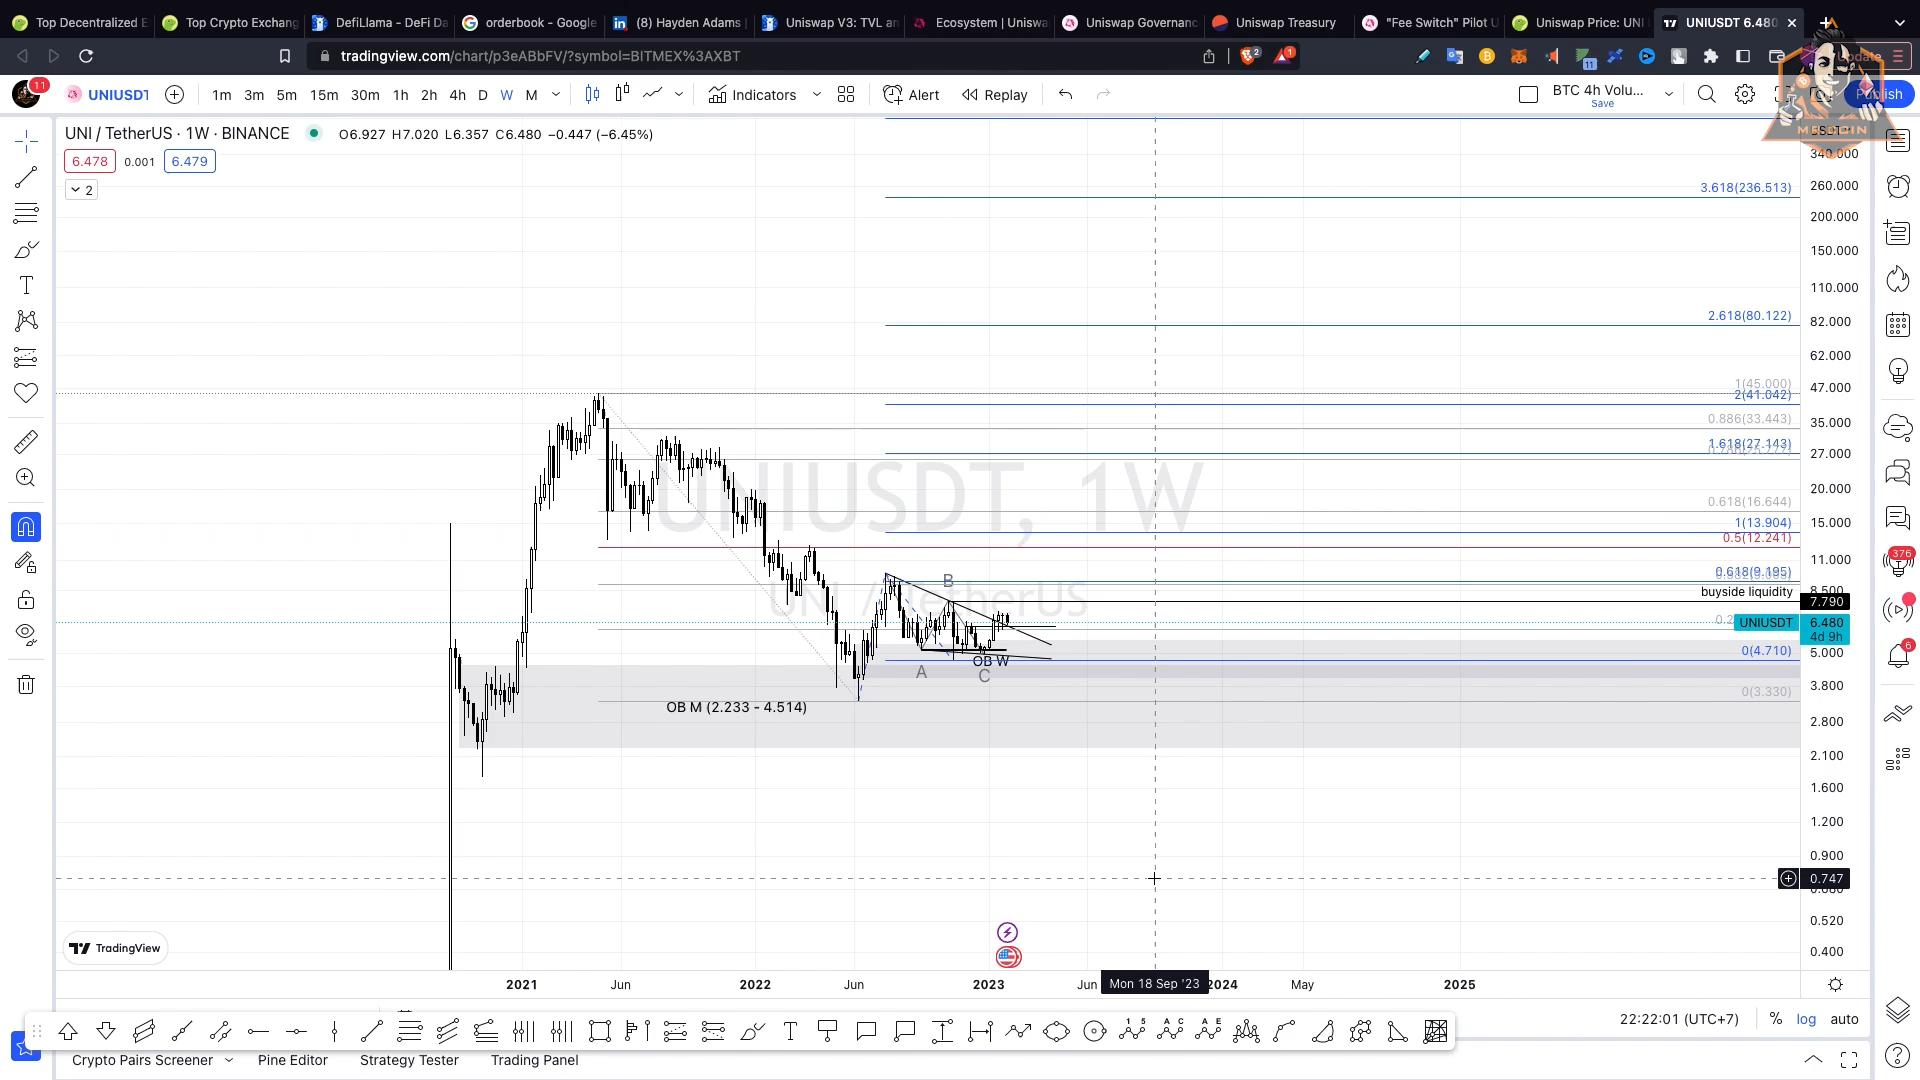 Top Decentralized E
Top Crypto Exchang
DefiLlama - DeFi Da
orderbook - Google
(8) Hayden Adams |
Uniswap V3: TVL an
Ecosystem | Uniswa
Uniswap Governanc
Uniswap Treasury
"Fee Switch" Pilot U
Uniswap Price: UNI
UNIUSDT 6.480
tradingview.com/chart/p3eABbFV/?symbol=BITMEX%3AXBT
2
1
11
11
UNIUSDT
1m 3m 5m 15m 30m 1h 2h 4h D W M
Indicators
Alert
Replay
BTC 4h Volu...
Save
Publish
MRDCIN
UNI / TetherUS · 1W · BINANCE
O6.927 H7.020 L6.357 C6.480 −0.447 (−6.45%)
6.478 0.001 6.479
2
340.000
3.618(236.513)
260.000
200.000
150.000
110.000
2.618(80.122)
82.000
62.000
1(45.000)
47.000
2(41.042)
0.886(33.443)
35.000
1.618(27.143)
27.000
UNIUSDT, 1W
20.000
0.618(16.644)
1(13.904)
15.000
0.5(12.241)
11.000
0.618(9.195)
B
UNI / TetherUS
buyside liquidity
7.790
UNIUSDT 6.480
4d 9h
0(4.710)
5.000
OB W
A
C
0(3.330)
3.800
OB M (2.233 - 4.514)
2.800
2.100
1.600
1.200
0.900
0.747
0.520
0.400
376
6
TradingView
2021 Jun 2022 Jun 2023 Jun Mon 18 Sep '23 2024 May 2025
22:22:01 (UTC+7) % log auto
Crypto Pairs Screener
Pine Editor
Strategy Tester
Trading Panel